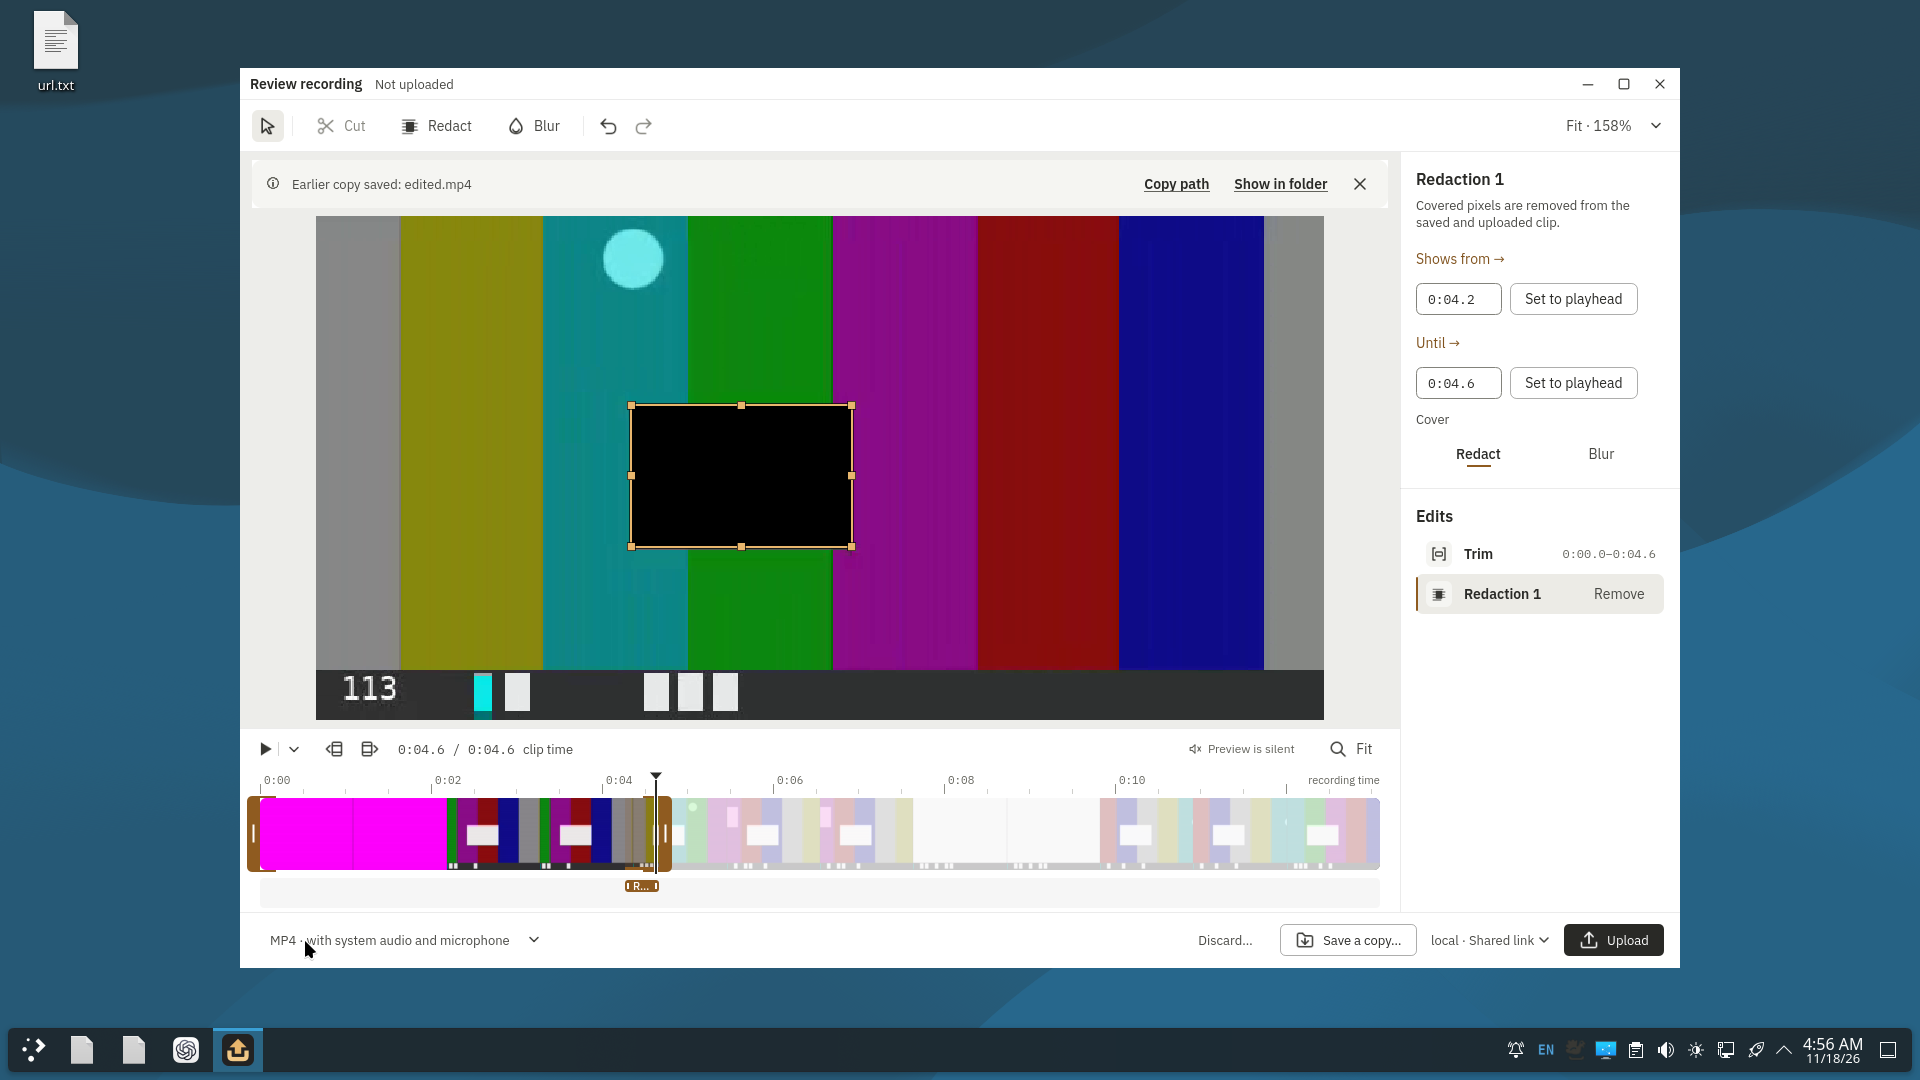 url.txt
Review recording Not uploaded
Cut Redact Blur Fit · 158%
Earlier copy saved: edited.mp4 Copy path Show in folder
113
Redaction 1
Covered pixels are removed from the
saved and uploaded clip.
Shows from →
0:04.2 Set to playhead
Until →
0:04.6 Set to playhead
Cover
Redact Blur
Edits
Trim 0:00.0–0:04.6
Redaction 1 Remove
0:04.6 / 0:04.6 clip time Preview is silent Fit
0:00 0:02 0:04 0:06 0:08 0:10 recording time
R...
MP4 · with system audio and microphone Discard... Save a copy... local · Shared link Upload
EN 4:56 AM
11/18/26